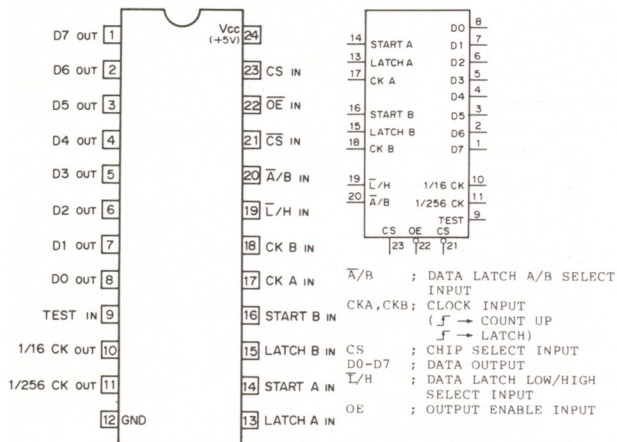 D7 OUT 1
Vcc
(+5V)
24
D6 OUT 2
23 CS IN
D5 OUT 3
22 O̅E̅ IN
D4 OUT 4
21 C̅S̅ IN
D3 OUT 5
20 A̅/B IN
D2 OUT 6
19 L̅/H IN
D1 OUT 7
18 CK B IN
D0 OUT 8
17 CK A IN
TEST IN 9
16 START B IN
1/16 CK OUT 10
15 LATCH B IN
1/256 CK OUT 11
14 START A IN
12 GND
13 LATCH A IN
D0 8
14 START A D1 7
13 LATCH A D2 6
17 CK A D3 5
D4 4
16 START B D5 3
15 LATCH B D6 2
18 CK B D7 1
19 L̅/H 1/16 CK 10
20 A̅/B 1/256 CK 11
TEST 9
CS OE CS
23 22 21
A̅/B ; DATA LATCH A/B SELECT
INPUT
CKA,CKB; CLOCK INPUT
( → COUNT UP
→ LATCH)
CS ; CHIP SELECT INPUT
D0-D7 ; DATA OUTPUT
L̅/H ; DATA LATCH LOW/HIGH
SELECT INPUT
OE ; OUTPUT ENABLE INPUT